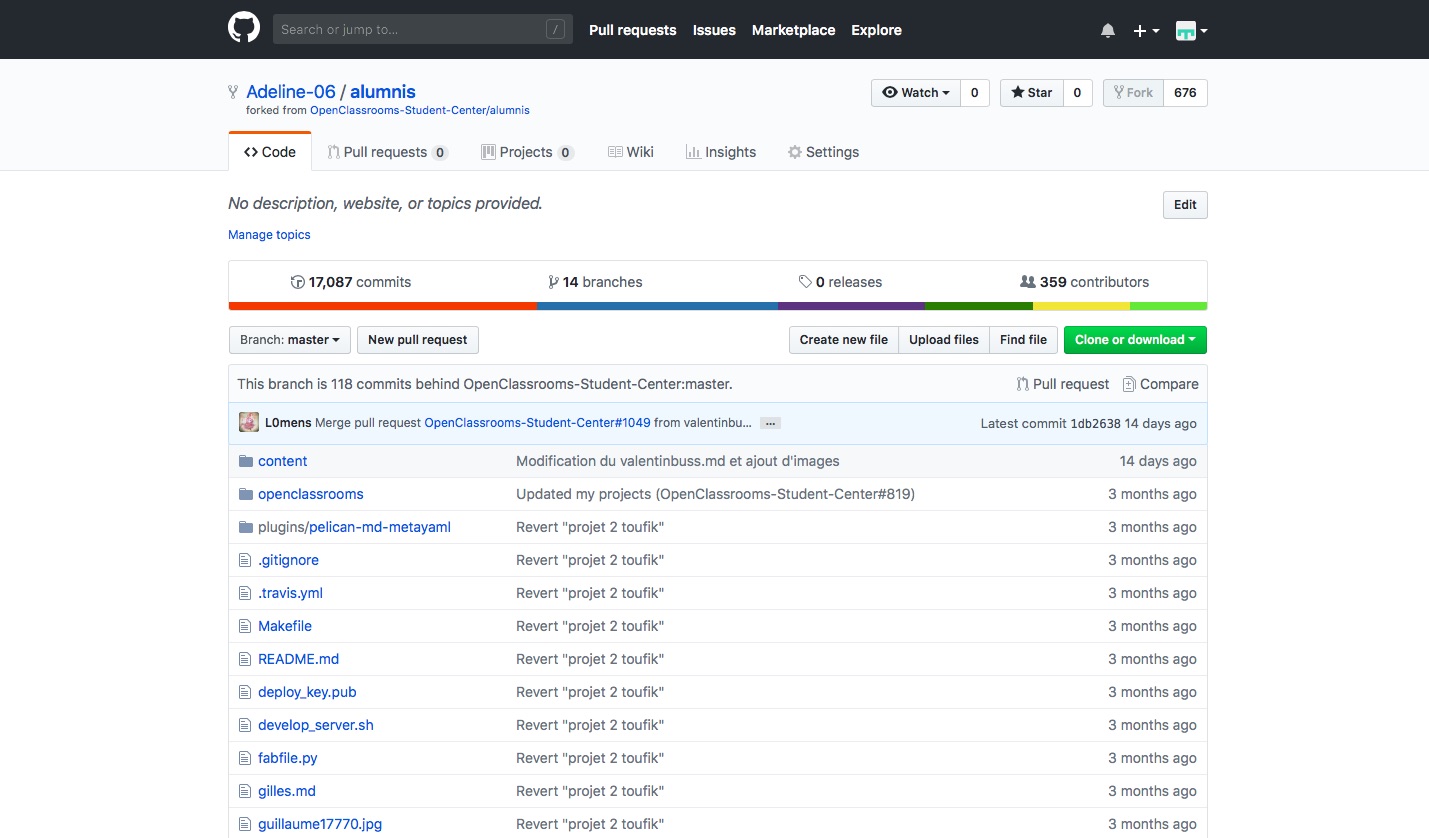 Search or jump to... / Pull requests Issues Marketplace Explore
Adeline-06 / alumnis Watch 0 Star 0 Fork 676
forked from OpenClassrooms-Student-Center/alumnis
<> Code Pull requests 0 Projects 0 Wiki Insights Settings
No description, website, or topics provided. Edit
Manage topics
17,087 commits 14 branches 0 releases 359 contributors
Branch: master New pull request Create new file Upload files Find file Clone or download
This branch is 118 commits behind OpenClassrooms-Student-Center:master. Pull request Compare
L0mens Merge pull request OpenClassrooms-Student-Center#1049 from valentinbu... ... Latest commit 1db2638 14 days ago
content Modification du valentinbuss.md et ajout d'images 14 days ago
openclassrooms Updated my projects (OpenClassrooms-Student-Center#819) 3 months ago
plugins/pelican-md-metayaml Revert "projet 2 toufik" 3 months ago
.gitignore Revert "projet 2 toufik" 3 months ago
.travis.yml Revert "projet 2 toufik" 3 months ago
Makefile Revert "projet 2 toufik" 3 months ago
README.md Revert "projet 2 toufik" 3 months ago
deploy_key.pub Revert "projet 2 toufik" 3 months ago
develop_server.sh Revert "projet 2 toufik" 3 months ago
fabfile.py Revert "projet 2 toufik" 3 months ago
gilles.md Revert "projet 2 toufik" 3 months ago
guillaume17770.jpg Revert "projet 2 toufik" 3 months ago